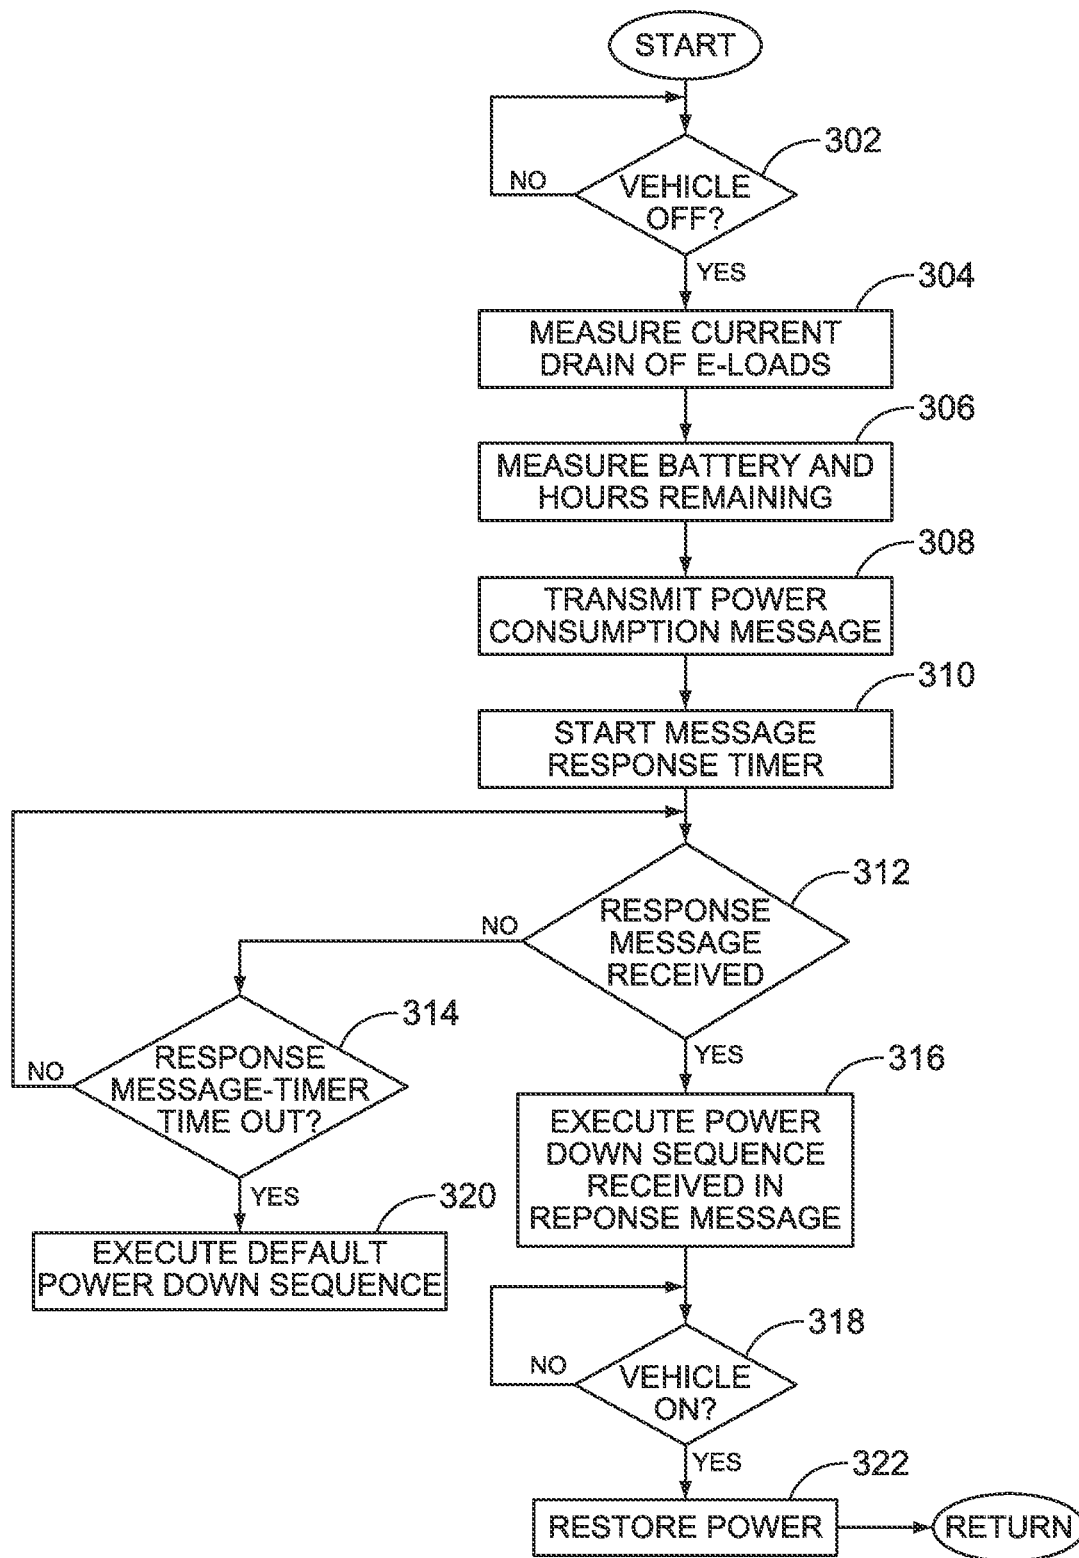 START
302
NO
VEHICLE
OFF?
YES
304
MEASURE CURRENT
DRAIN OF E-LOADS
306
MEASURE BATTERY AND
HOURS REMAINING
308
TRANSMIT POWER
CONSUMPTION MESSAGE
310
START MESSAGE
RESPONSE TIMER
312
NO
RESPONSE
MESSAGE
RECEIVED
314
NO
RESPONSE
MESSAGE-TIMER
TIME OUT?
YES
316
EXECUTE POWER
DOWN SEQUENCE
RECEIVED IN
REPONSE MESSAGE
YES
320
EXECUTE DEFAULT
POWER DOWN SEQUENCE
318
NO
VEHICLE
ON?
YES
322
RESTORE POWER
RETURN